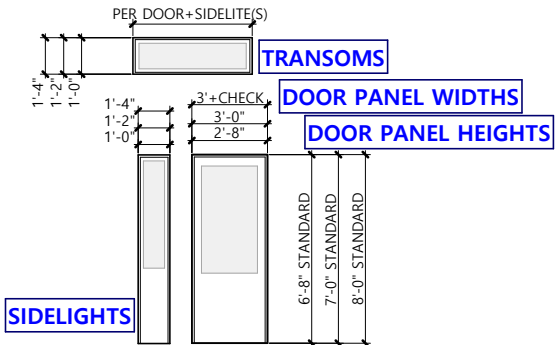 PER DOOR+SIDELITE(S)
TRANSOMS
1'-4"
1'-2"
1'-0"
3'+CHECK
DOOR PANEL WIDTHS
1'-4"
1'-2"
1'-0"
3'-0"
2'-8"
DOOR PANEL HEIGHTS
6'-8" STANDARD
7'-0" STANDARD
8'-0" STANDARD
SIDELIGHTS